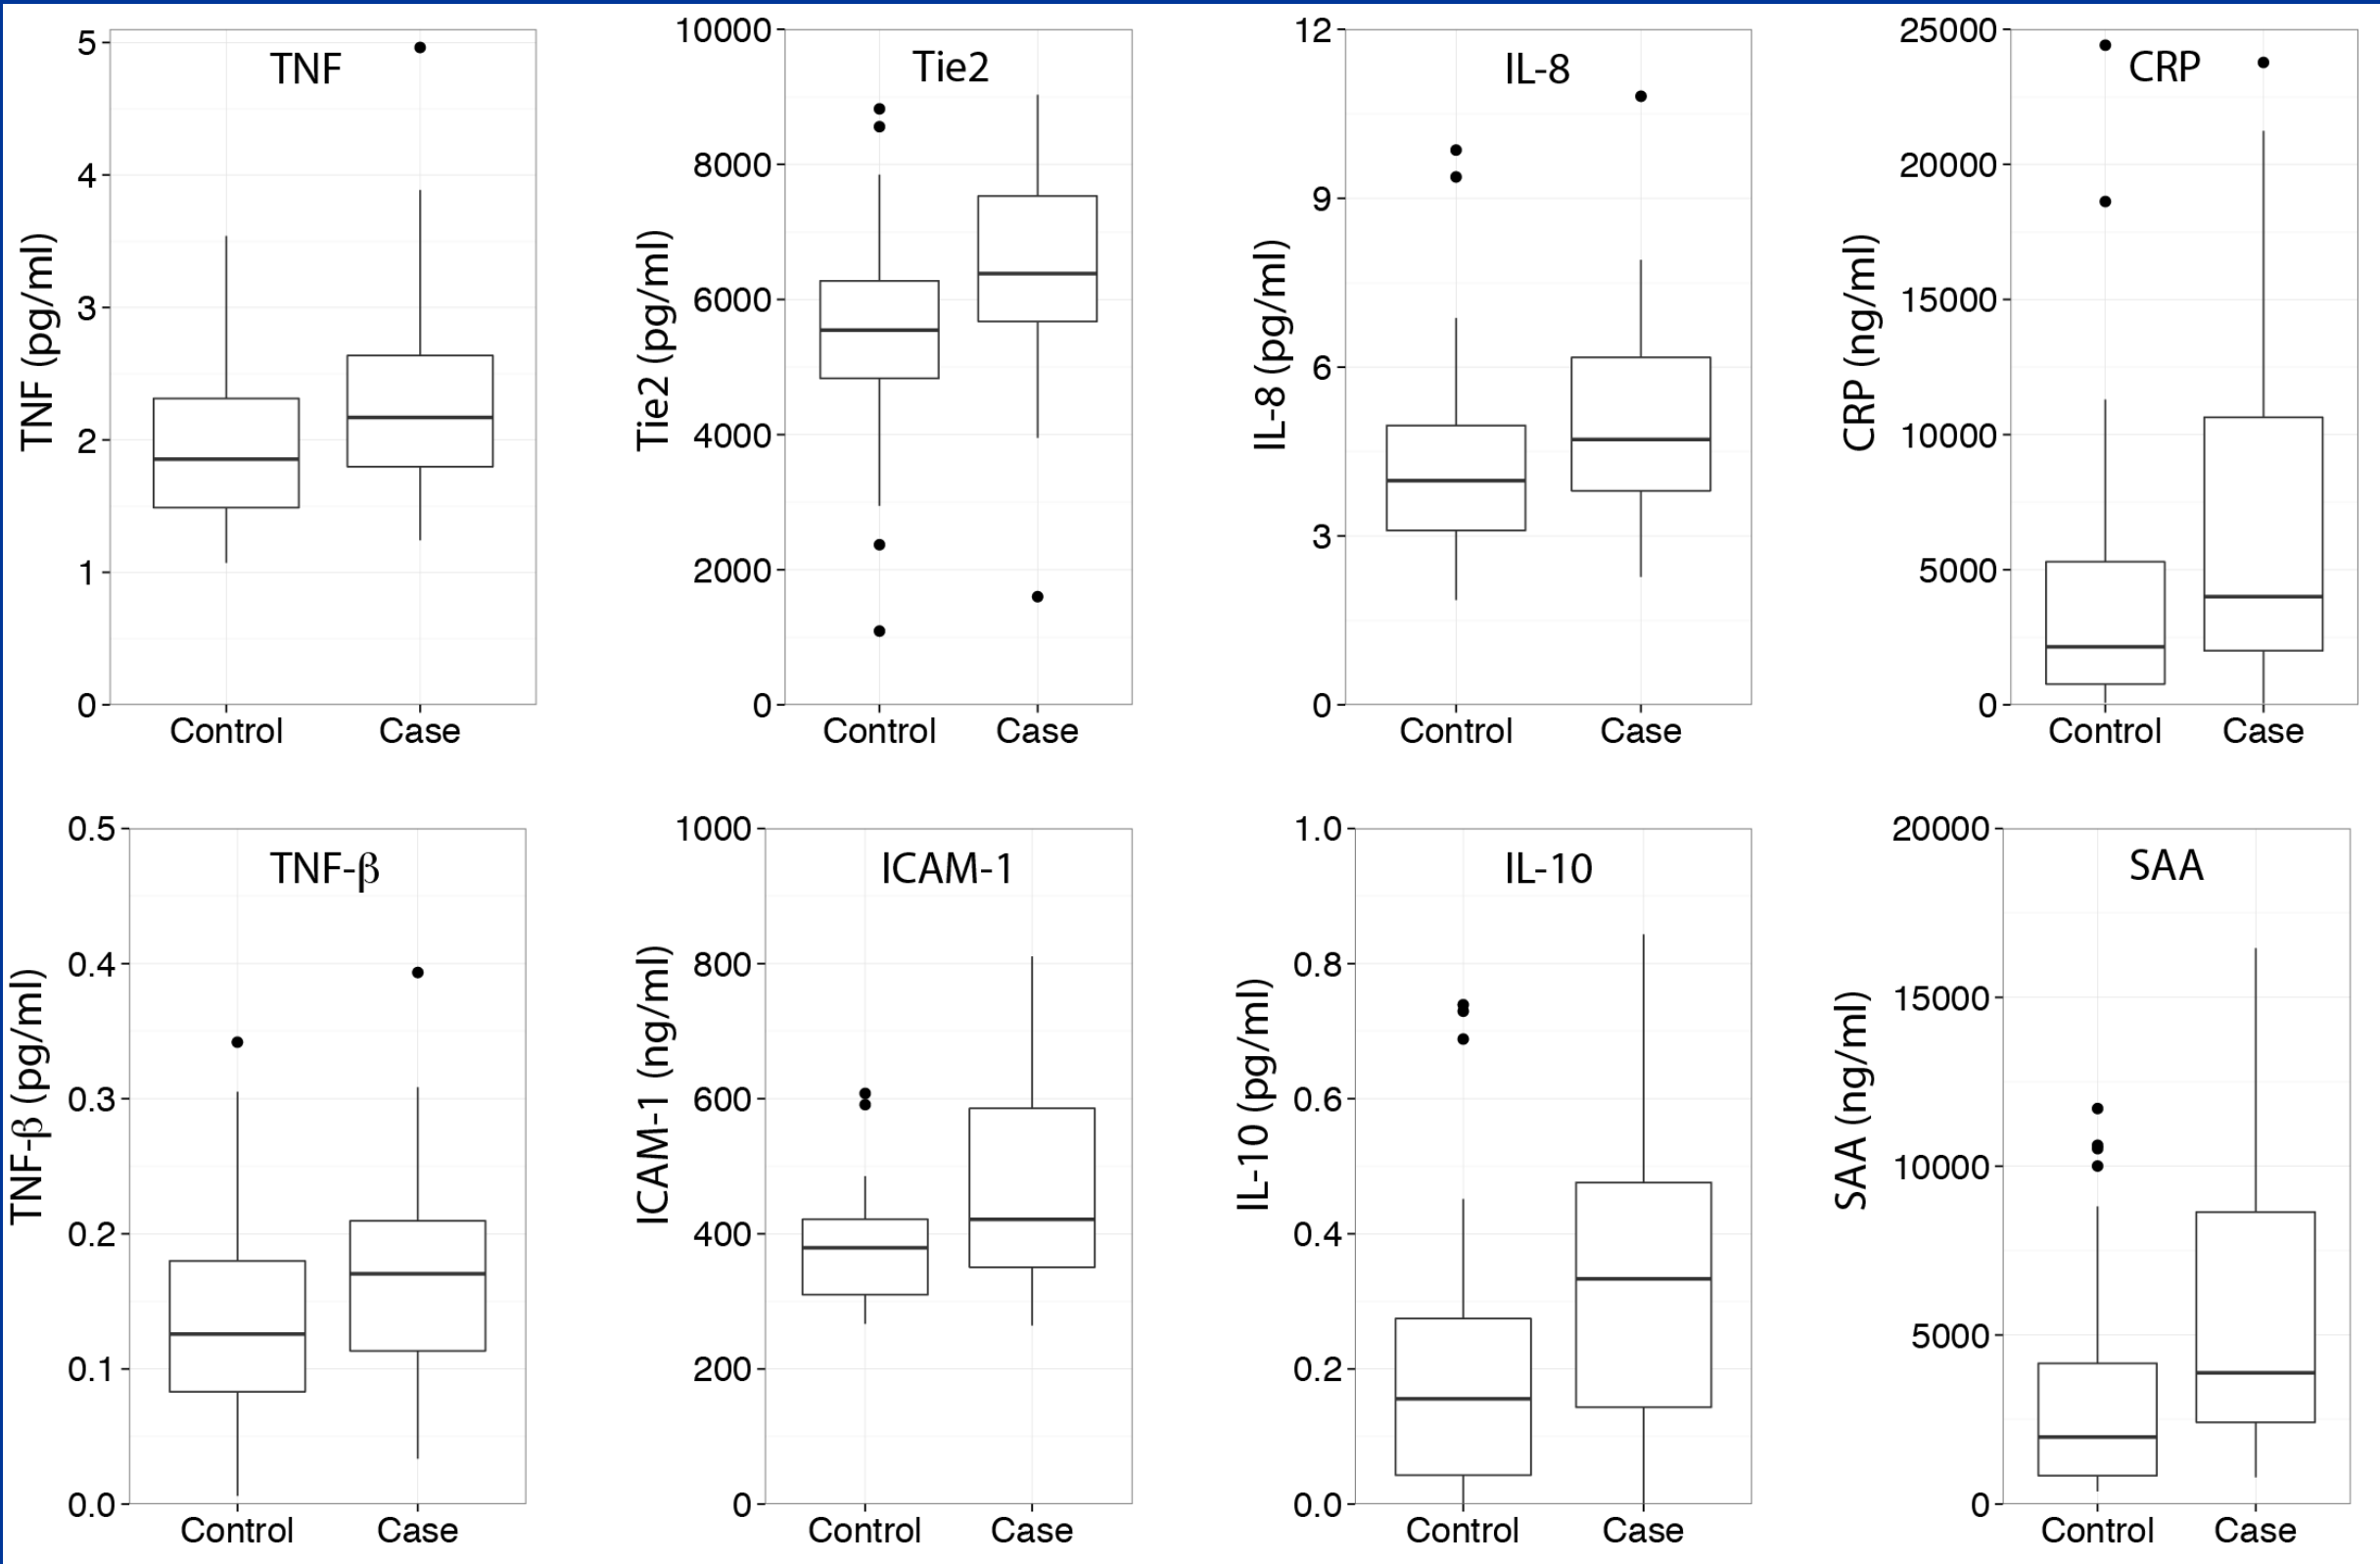 TNF
TNF (pg/ml)
5
4
3
2
1
0
Control Case
Tie2
Tie2 (pg/ml)
10000
8000
6000
4000
2000
0
Control Case
IL-8
IL-8 (pg/ml)
12
9
6
3
0
Control Case
CRP
CRP (ng/ml)
25000
20000
15000
10000
5000
0
Control Case
TNF-β
TNF-β (pg/ml)
0.5
0.4
0.3
0.2
0.1
0.0
Control Case
ICAM-1
ICAM-1 (ng/ml)
1000
800
600
400
200
0
Control Case
IL-10
IL-10 (pg/ml)
1.0
0.8
0.6
0.4
0.2
0.0
Control Case
SAA
SAA (ng/ml)
20000
15000
10000
5000
0
Control Case